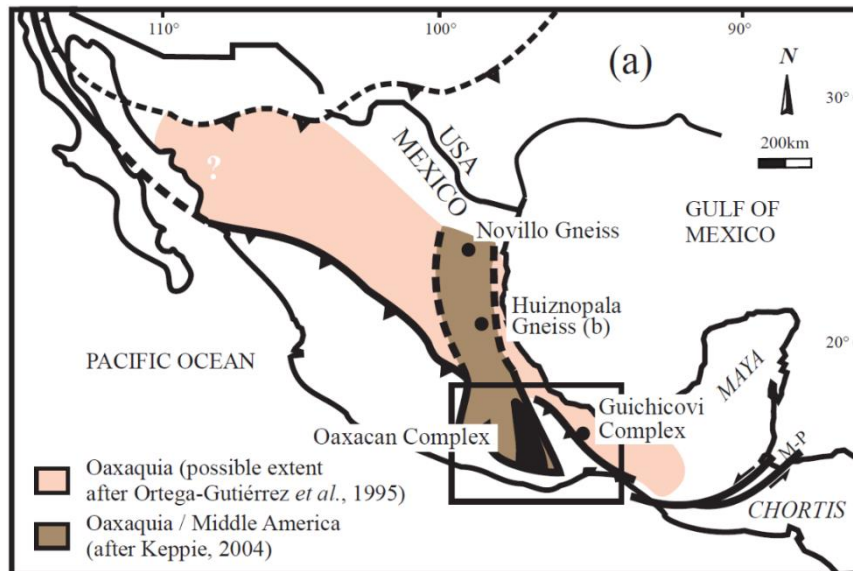 110°
100°
90°
(a)
N
30°
200km
USA
MEXICO
GULF OF
MEXICO
Novillo Gneiss
?
Huiznopala
Gneiss (b)
20°
PACIFIC OCEAN
MAYA
Guichicovi
Complex
Oaxacan Complex
M-P
CHORTIS
Oaxaquia (possible extent
after Ortega-Gutiérrez et al., 1995)
Oaxaquia / Middle America
(after Keppie, 2004)